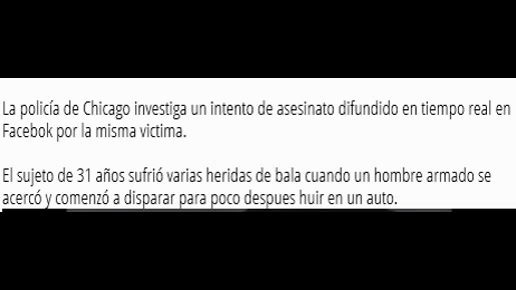 La policía de Chicago investiga un intento de asesinato difundido en tiempo real en
Facebok por la misma victima.
El sujeto de 31 años sufrió varias heridas de bala cuando un hombre armado se
acercó y comenzó a disparar para poco despues huir en un auto.